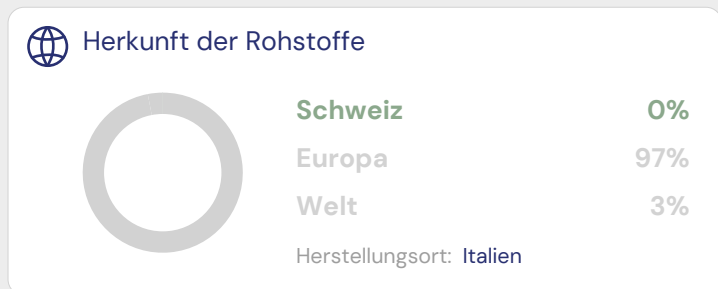 Herkunft der Rohstoffe
Schweiz 0%
Europa 97%
Welt 3%
Herstellungsort: Italien